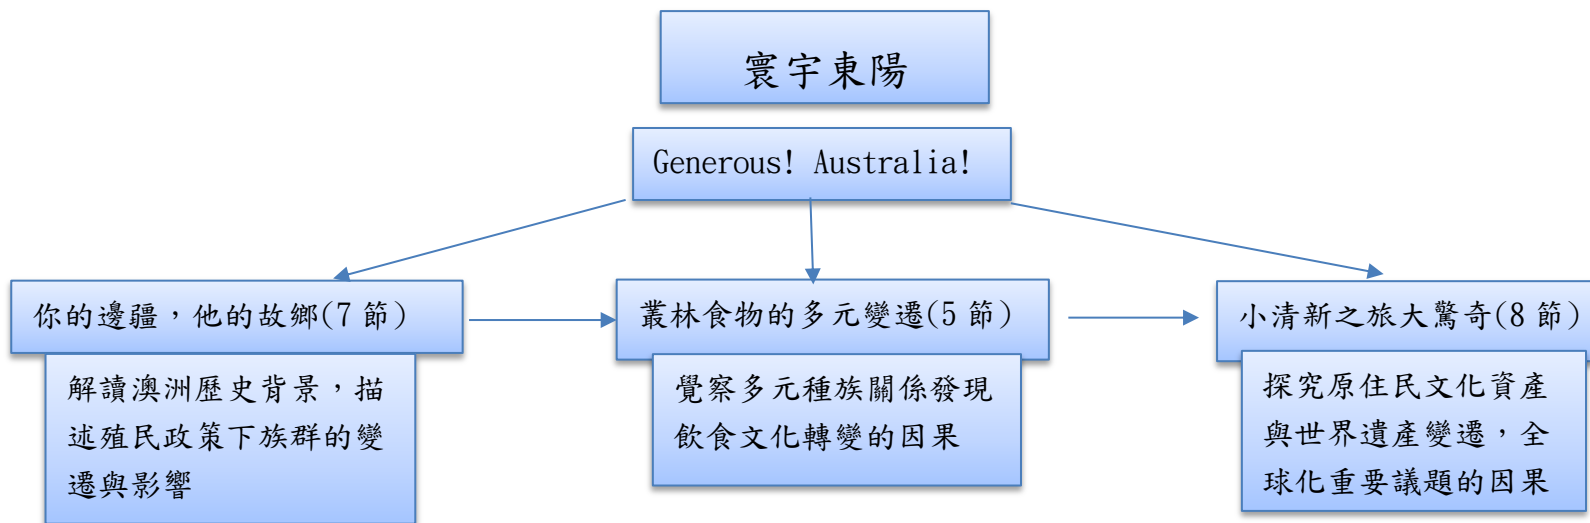 寰宇東陽
Generous! Australia!
你的邊疆，他的故鄉(7 節)
解讀澳洲歷史背景，描
述殖民政策下族群的變
遷與影響
叢林食物的多元變遷(5 節)
覺察多元種族關係發現
飲食文化轉變的因果
小清新之旅大驚奇(8 節)
探究原住民文化資產
與世界遺產變遷，全
球化重要議題的因果